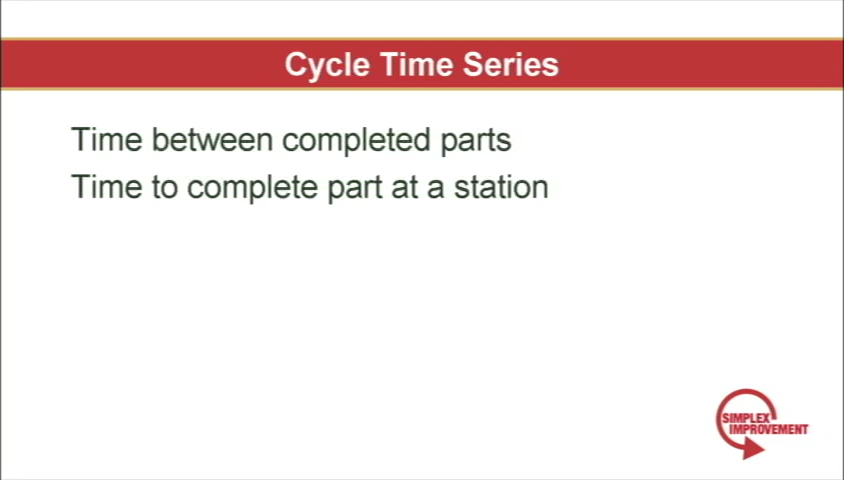 Cycle Time Series
Time between completed parts
Time to complete part at a station
SIMPLEX
IMPROVEMENT